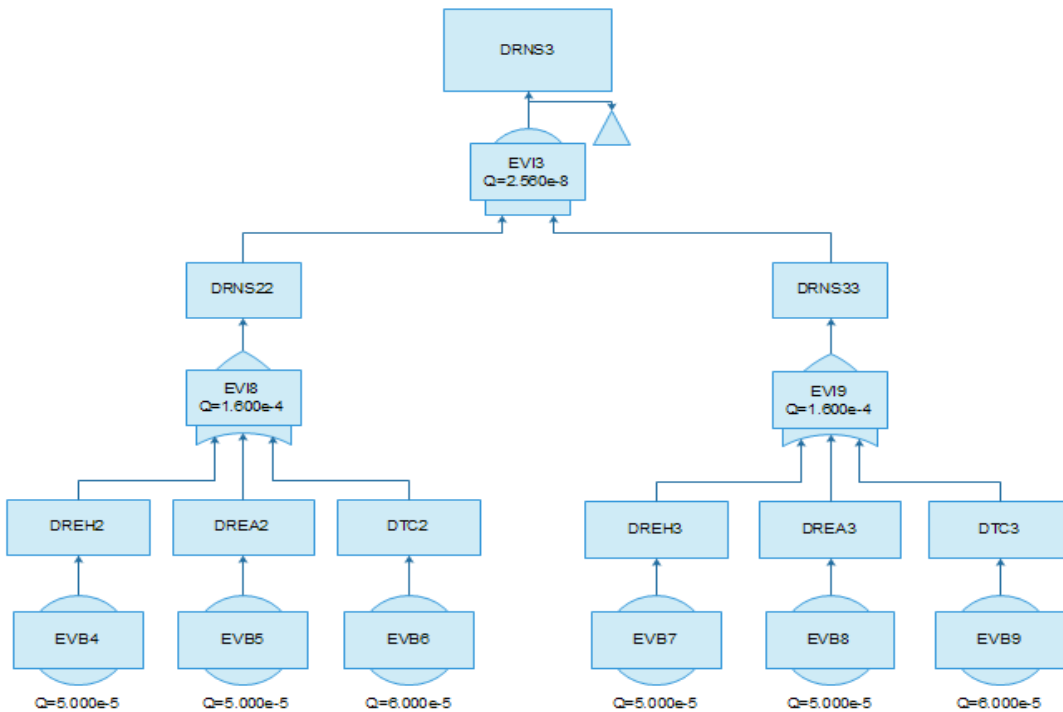 DRNS3
EVI3
Q=2.560e-8
DRNS22
DRNS33
EVI8
Q=1.600e-4
EVI9
Q=1.600e-4
DREH2
DREA2
DTC2
DREH3
DREA3
DTC3
EVB4
EVB5
EVB6
EVB7
EVB8
EVB9
Q=5.000e-5
Q=5.000e-5
Q=6.000e-5
Q=5.000e-5
Q=5.000e-5
Q=6.000e-5